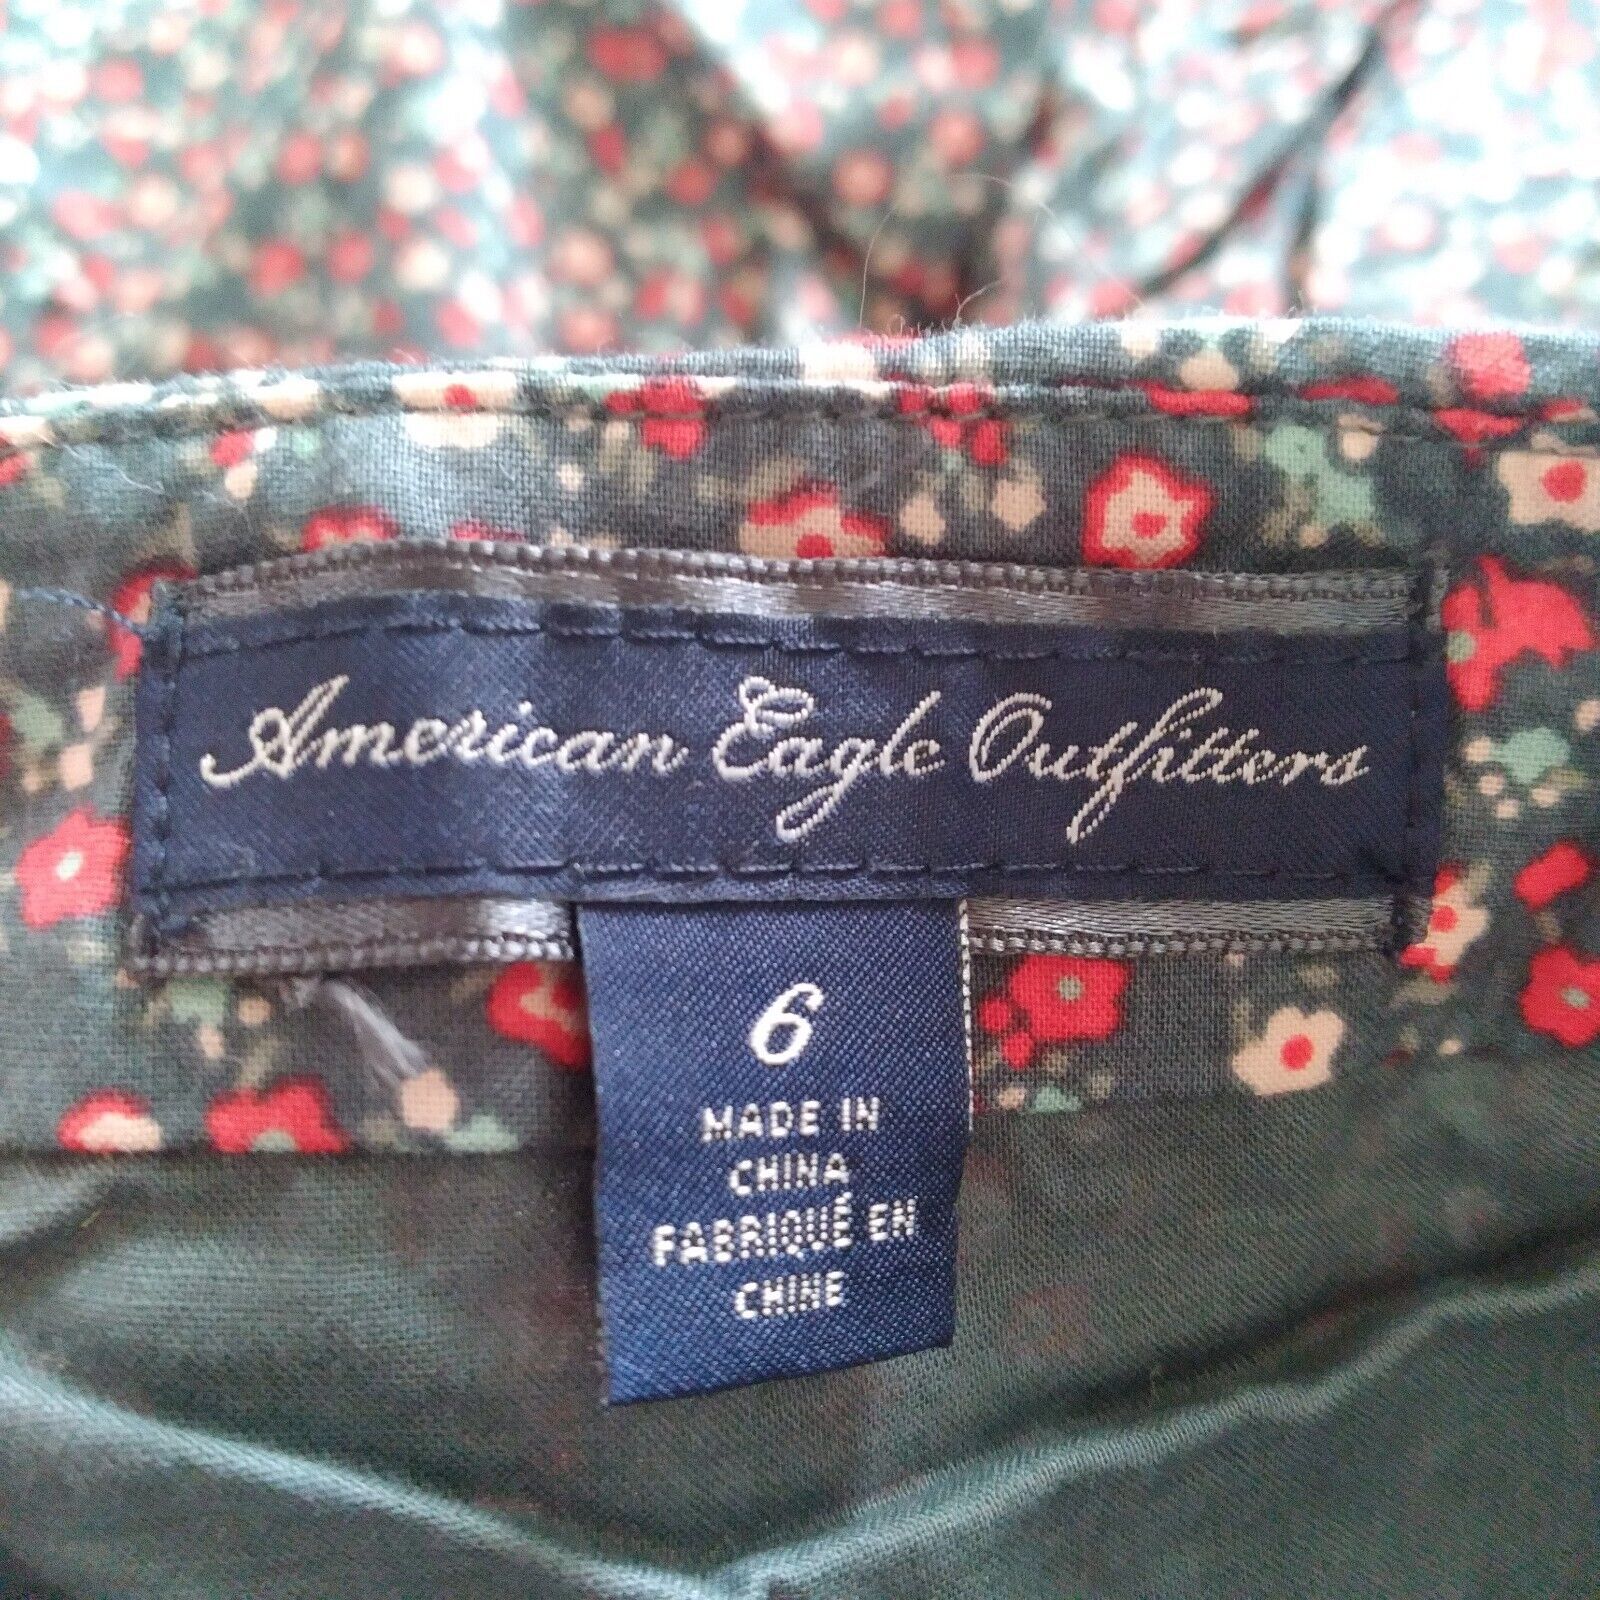 American Eagle Outfitters
6
MADE IN
CHINA
FABRIQUÉ EN
CHINE